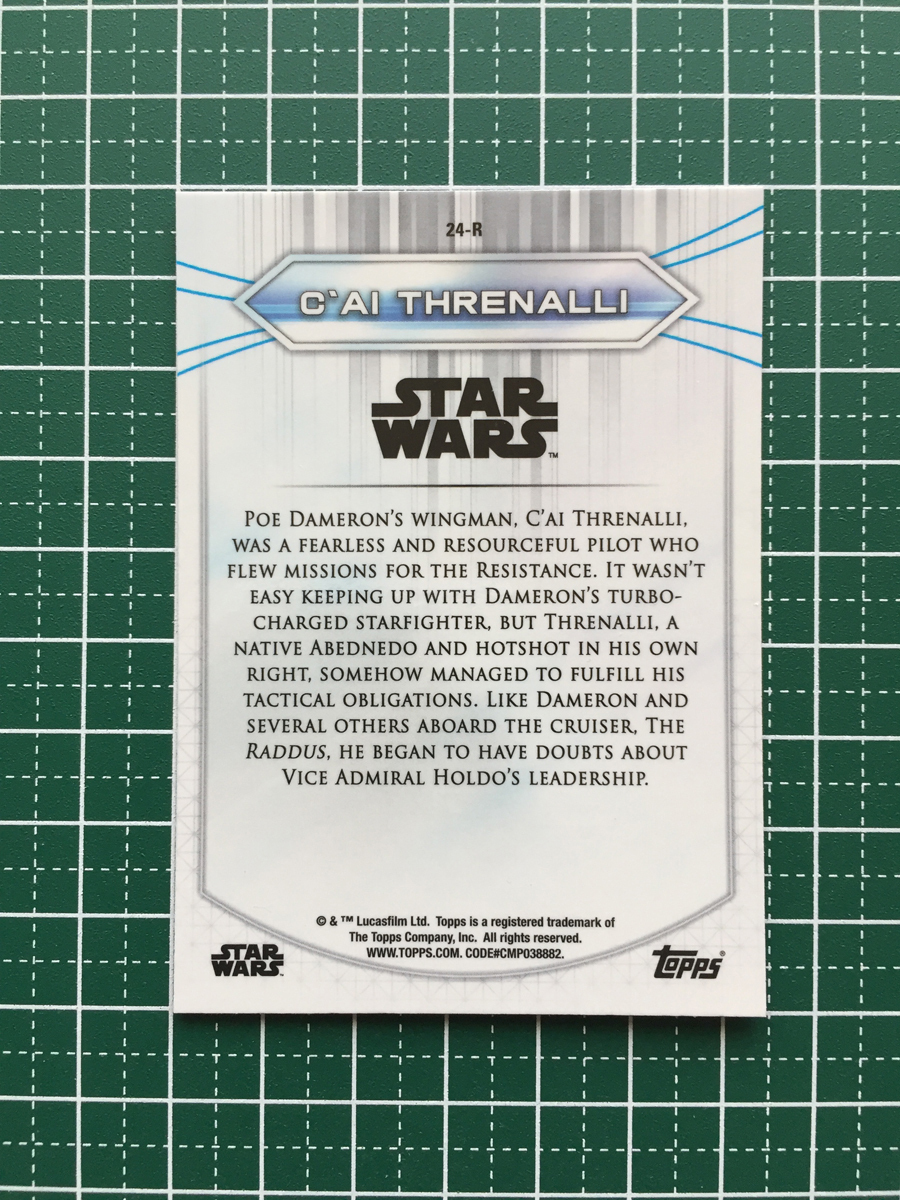 24-R
C‛AI THRENALLI
STAR
WARS™
POE DAMERON'S WINGMAN, C'AI THRENALLI,
WAS A FEARLESS AND RESOURCEFUL PILOT WHO
FLEW MISSIONS FOR THE RESISTANCE. IT WASN'T
EASY KEEPING UP WITH DAMERON'S TURBO-
CHARGED STARFIGHTER, BUT THRENALLI, A
NATIVE ABEDNEDO AND HOTSHOT IN HIS OWN
RIGHT, SOMEHOW MANAGED TO FULFILL HIS
TACTICAL OBLIGATIONS. LIKE DAMERON AND
SEVERAL OTHERS ABOARD THE CRUISER, THE
RADDUS, HE BEGAN TO HAVE DOUBTS ABOUT
VICE ADMIRAL HOLDO'S LEADERSHIP.
© & ™ Lucasfilm Ltd. Topps is a registered trademark of
The Topps Company, Inc. All rights reserved.
WWW.TOPPS.COM. CODE#CMP038882.
STAR
WARS™
Topps®